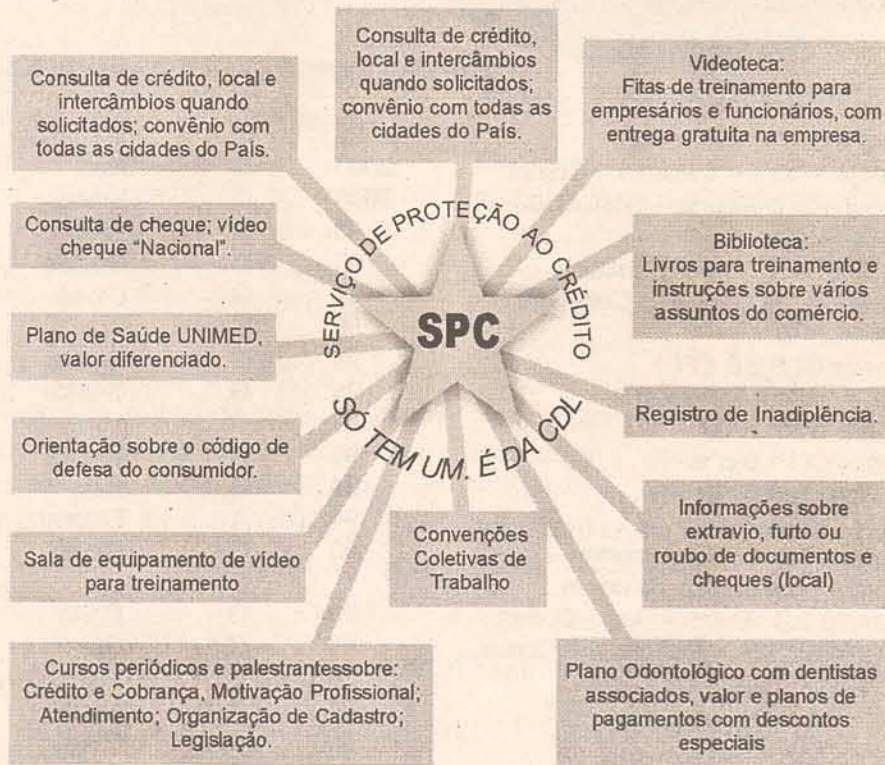 Consulta de crédito, local e
intercâmbios quando
solicitados; convênio com
todas as cidades do País.
Consulta de crédito,
local e intercâmbios
quando solicitados;
convênio com todas as
cidades do País.
Videoteca:
Fitas de treinamento para
empresários e funcionários, com
entrega gratuita na empresa.
Consulta de cheque; vídeo
cheque “Nacional”.
Biblioteca:
Livros para treinamento e
instruções sobre vários
assuntos do comércio.
SERVIÇO DE PROTEÇÃO AO CRÉDITO
SPC
SÓ TEM UM. É DA CDL
Plano de Saúde UNIMED,
valor diferenciado.
Registro de Inadiplência.
Orientação sobre o código de
defesa do consumidor.
Informações sobre
extravio, furto ou
roubo de documentos e
cheques (local)
Sala de equipamento de vídeo
para treinamento
Convenções
Coletivas de
Trabalho
Cursos periódicos e palestrantessobre:
Crédito e Cobrança, Motivação Profissional;
Atendimento; Organização de Cadastro;
Legislação.
Plano Odontológico com dentistas
associados, valor e planos de
pagamentos com descontos
especiais